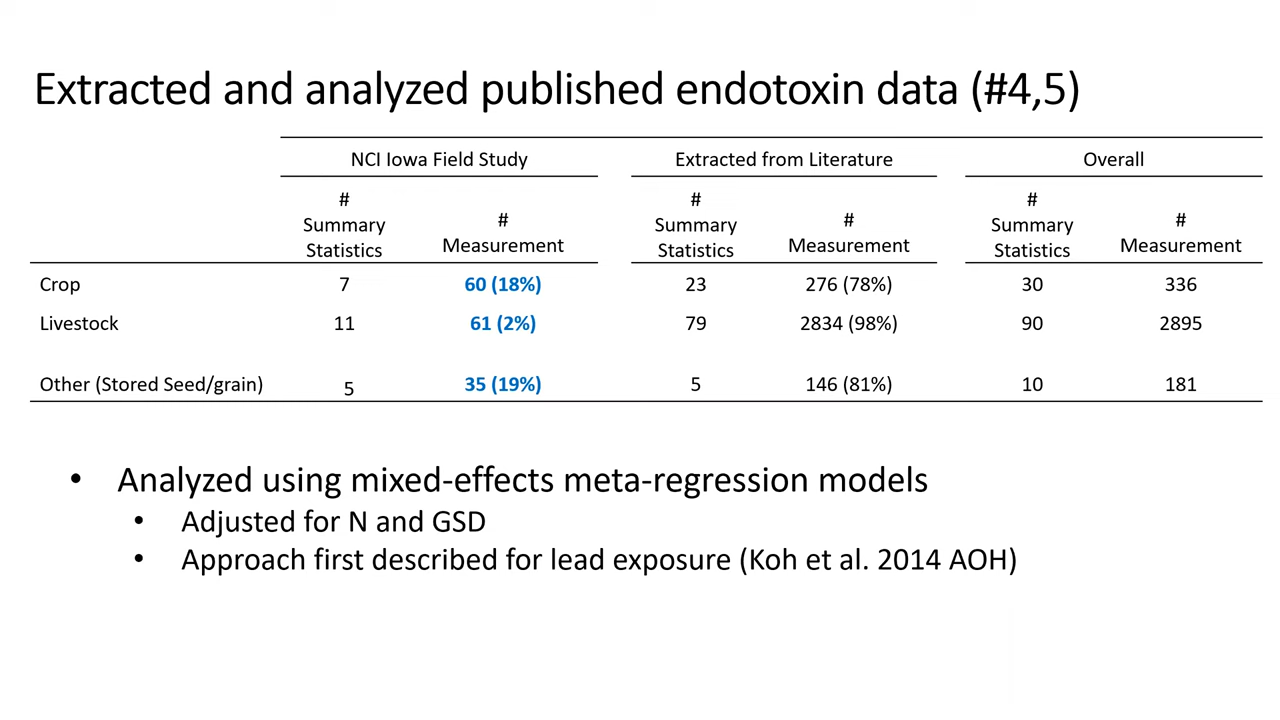 Extracted and analyzed published endotoxin data (#4,5)
NCI Iowa Field Study Extracted from Literature Overall
# Summary Statistics # Measurement # Summary Statistics # Measurement # Summary Statistics # Measurement
Crop 7 60 (18%) 23 276 (78%) 30 336
Livestock 11 61 (2%) 79 2834 (98%) 90 2895
Other (Stored Seed/grain) 5 35 (19%) 5 146 (81%) 10 181
• Analyzed using mixed-effects meta-regression models
• Adjusted for N and GSD
• Approach first described for lead exposure (Koh et al. 2014 AOH)